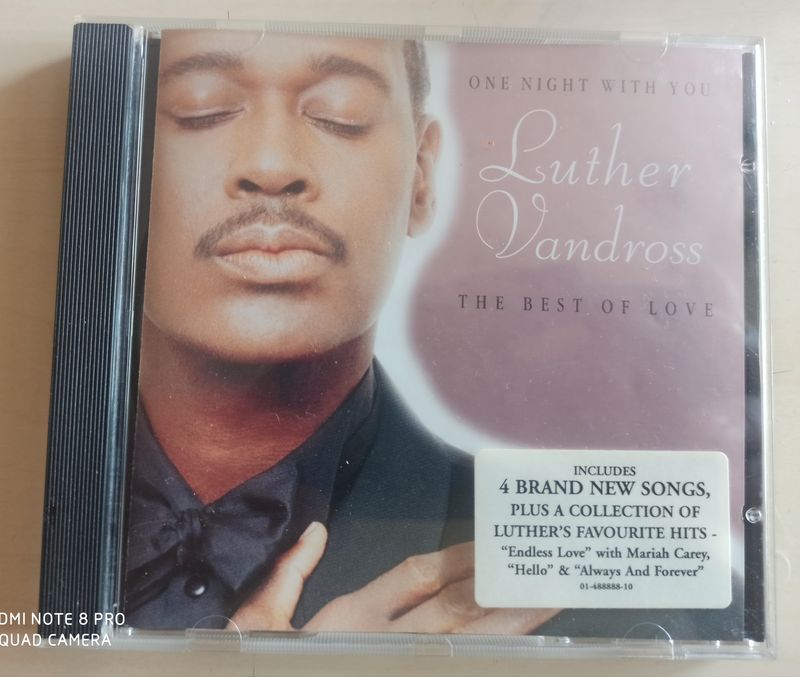 ONE NIGHT WITH YOU
Luther
Vandross
THE BEST OF LOVE
INCLUDES
4 BRAND NEW SONGS,
PLUS A COLLECTION OF
LUTHER'S FAVOURITE HITS -
“Endless Love” with Mariah Carey,
“Hello” & “Always And Forever”
01-488888-10
DMI NOTE 8 PRO
QUAD CAMERA